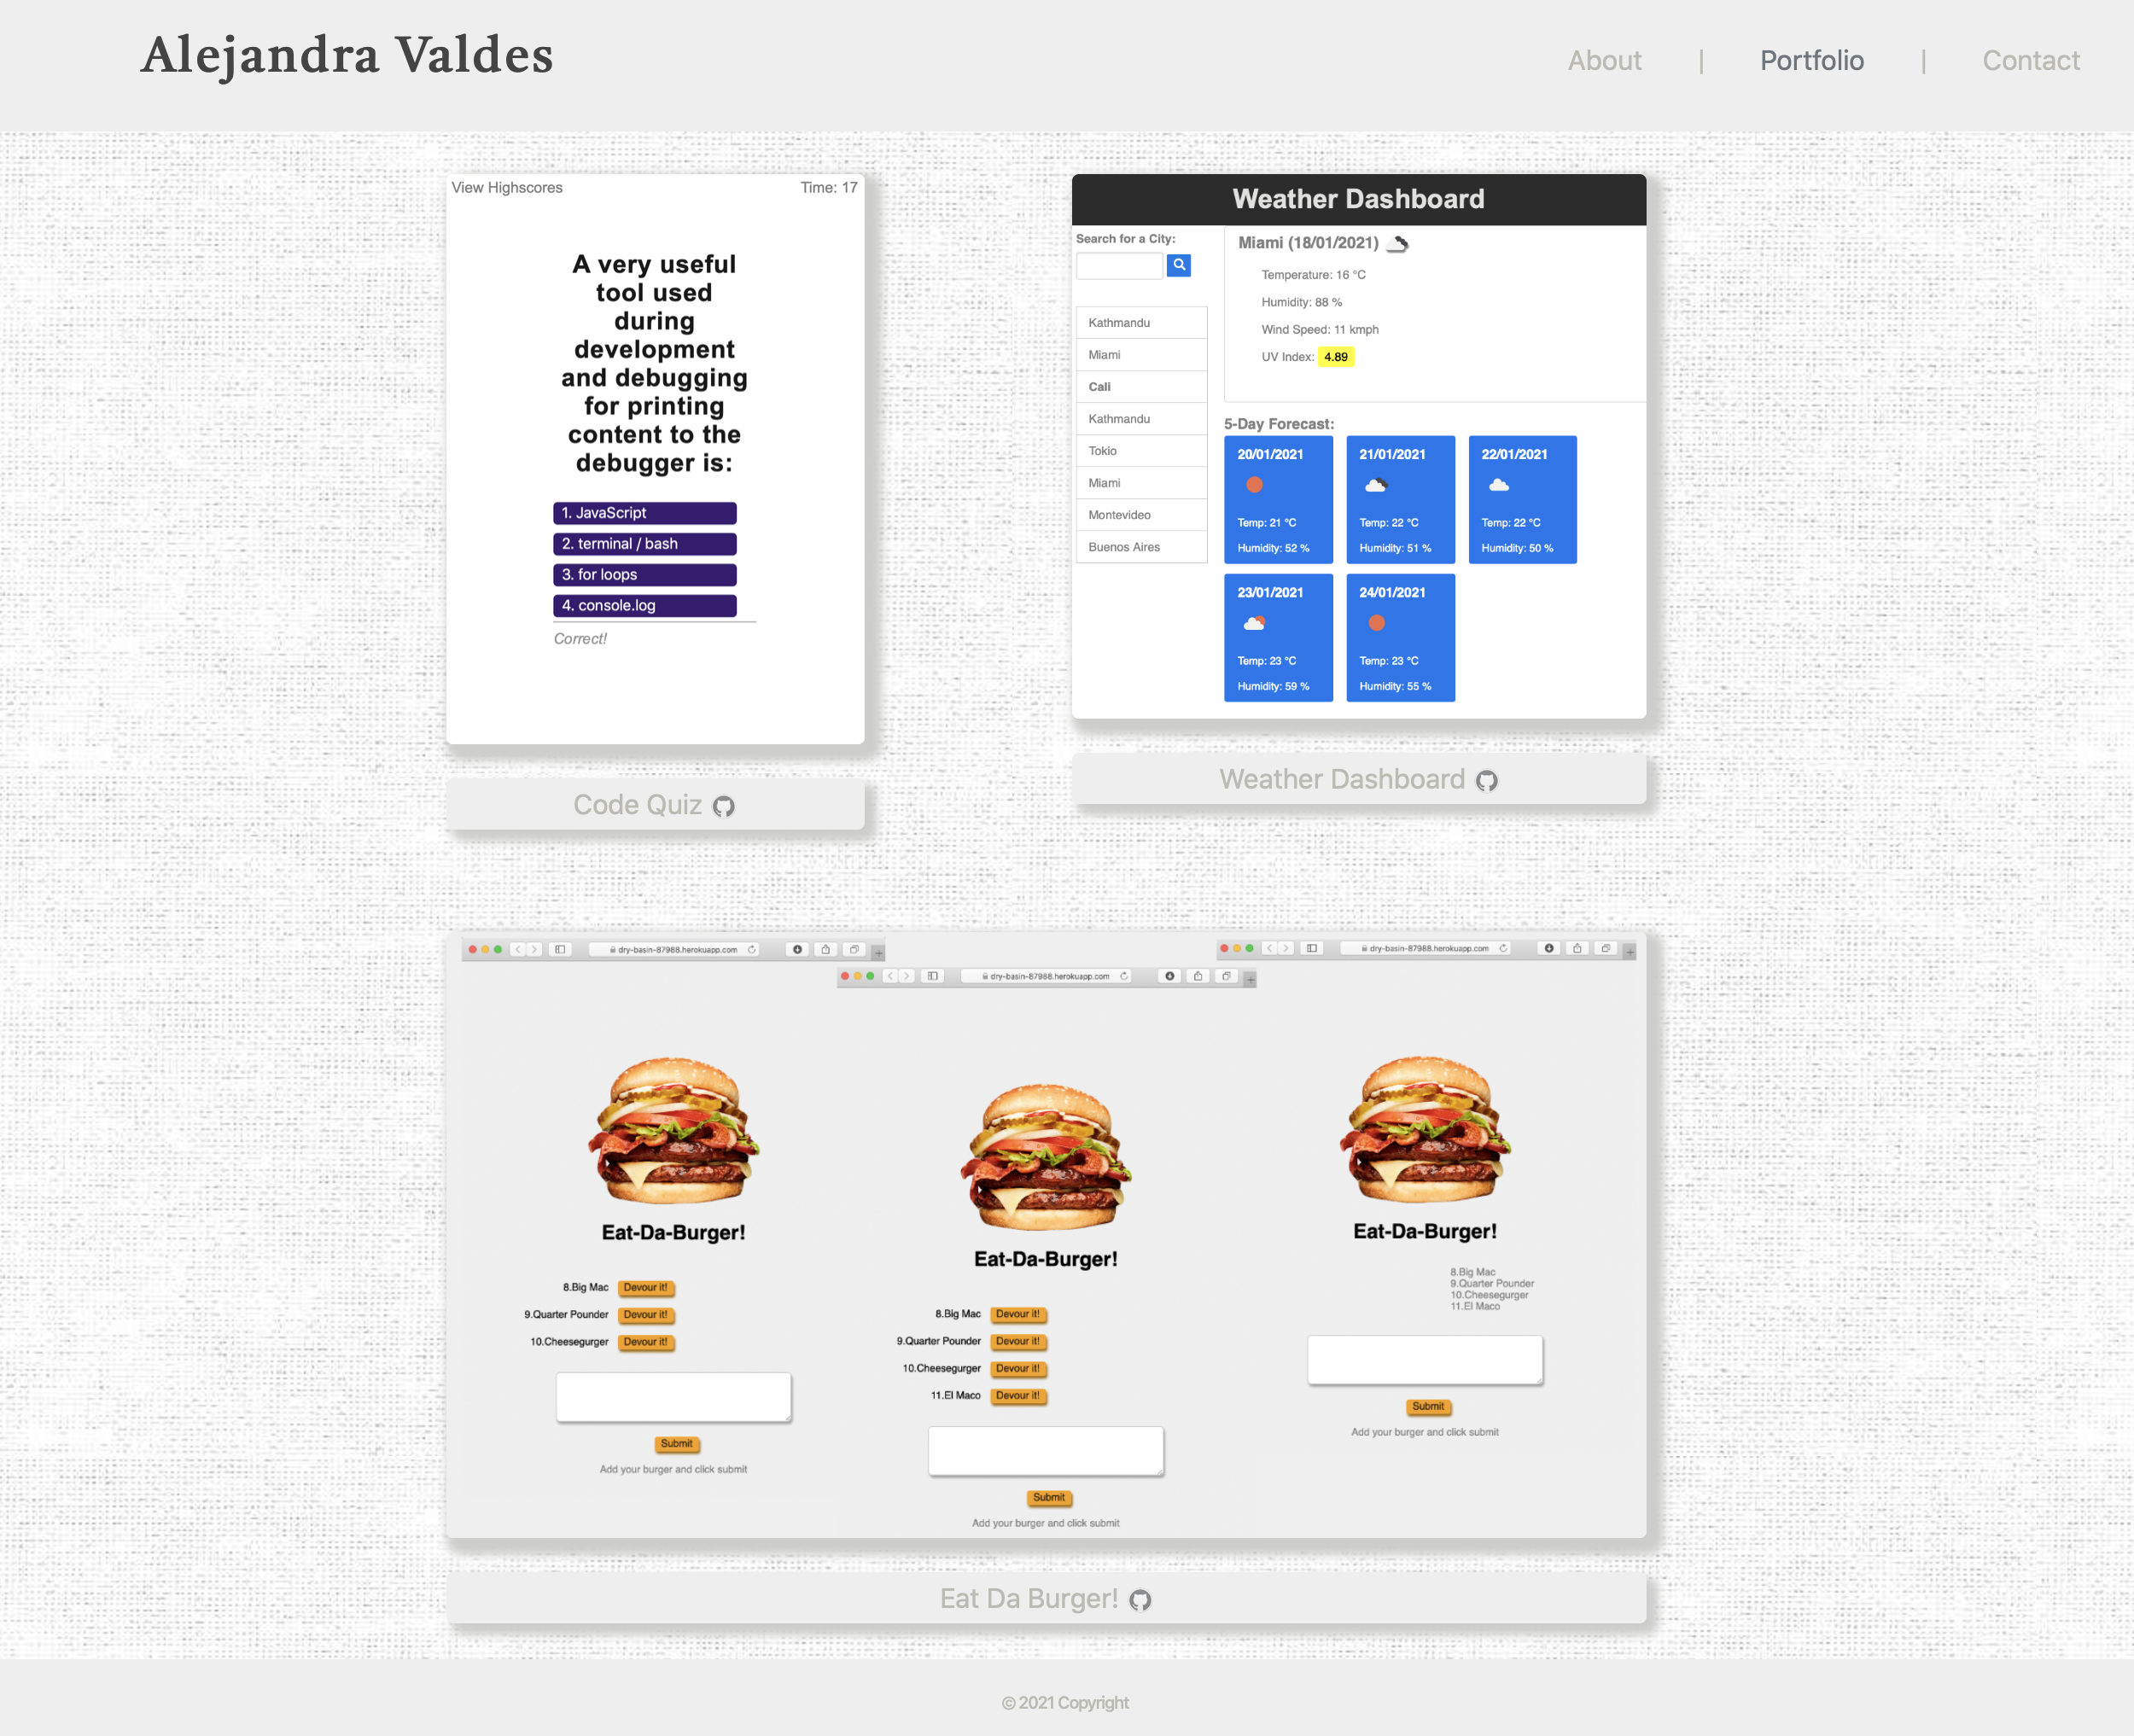 Alejandra Valdes
About | Portfolio | Contact
View Highscores
Time: 17
A very useful
tool used
during
development
and debugging
for printing
content to the
debugger is:
1. JavaScript
2. terminal / bash
3. for loops
4. console.log
Correct!
Code Quiz
Weather Dashboard
Search for a City:
Kathmandu
Miami
Cali
Kathmandu
Tokio
Miami
Montevideo
Buenos Aires
Miami (18/01/2021)
Temperature: 16 °C
Humidity: 88 %
Wind Speed: 11 kmph
UV Index: 4.89
5-Day Forecast:
20/01/2021
Temp: 21 °C
Humidity: 52 %
21/01/2021
Temp: 22 °C
Humidity: 51 %
22/01/2021
Temp: 22 °C
Humidity: 50 %
23/01/2021
Temp: 23 °C
Humidity: 59 %
24/01/2021
Temp: 23 °C
Humidity: 55 %
Weather Dashboard
dry-basin-87988.herokuapp.com
Eat-Da-Burger!
8.Big Mac Devour it!
9.Quarter Pounder Devour it!
10.Cheesegurger Devour it!
Submit
Add your burger and click submit
dry-basin-87988.herokuapp.com
Eat-Da-Burger!
8.Big Mac Devour it!
9.Quarter Pounder Devour it!
10.Cheesegurger Devour it!
11.El Maco Devour it!
Submit
Add your burger and click submit
dry-basin-87988.herokuapp.com
Eat-Da-Burger!
8.Big Mac
9.Quarter Pounder
10.Cheesegurger
11.El Maco
Submit
Add your burger and click submit
Eat Da Burger!
© 2021 Copyright